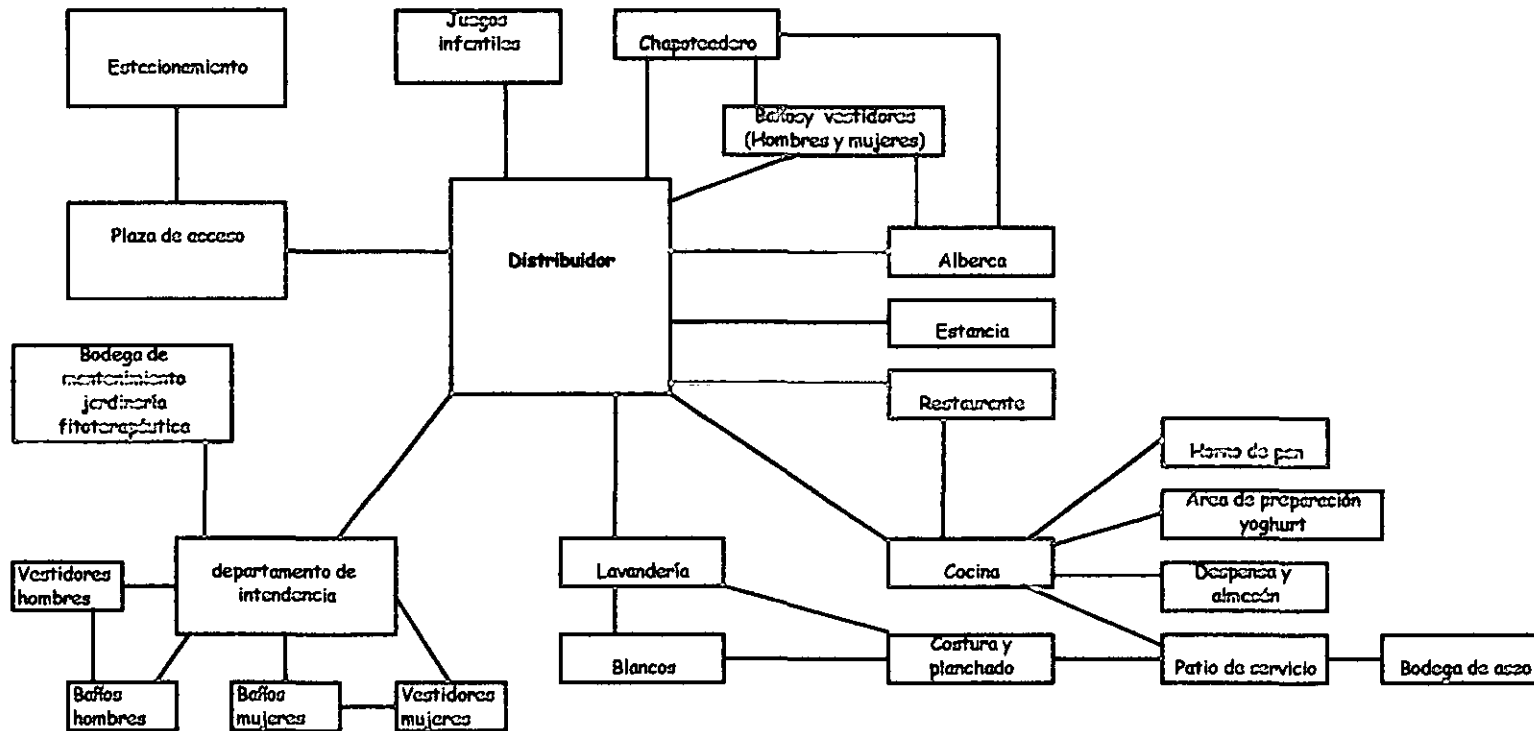 Juegos
infantiles
Chapoteadero
Estacionamiento
Baños y vestidores
(Hombres y mujeres)
Plaza de acceso
Distribuidor
Alberca
Estancia
Bodega de
mantenimiento
jardinería
fitoterapéutica
Restaurante
Horno de pan
Area de preparación
yoghurt
Vestidores
hombres
departamento de
intendencia
Lavandería
Cocina
Despensa y
almacén
Blancos
Costura y
planchado
Patio de servicio
Bodega de aseo
Baños
hombres
Baños
mujeres
Vestidores
mujeres